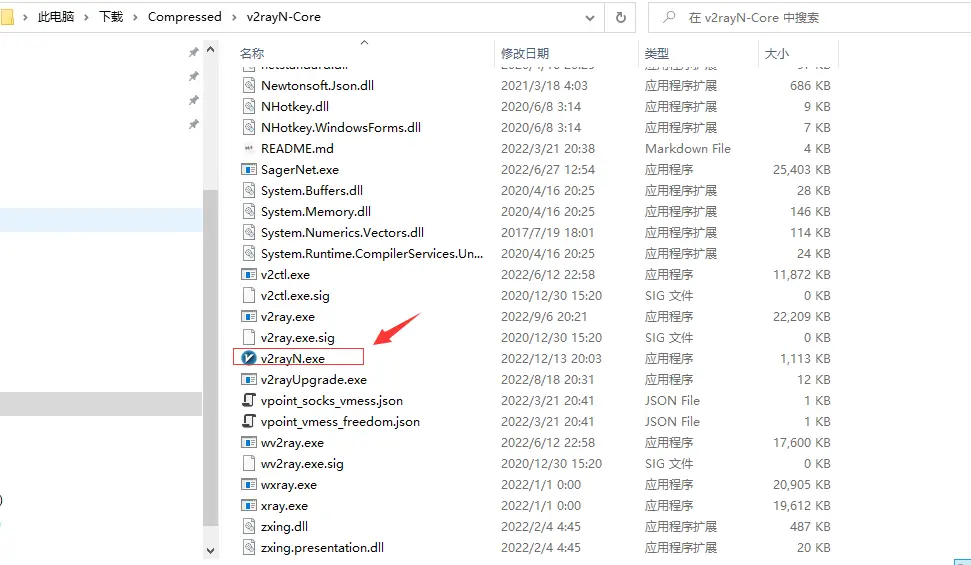 此电脑 > 下载 > Compressed > v2rayN-Core 在 v2rayN-Core 中搜索
名称 修改日期 类型 大小
netstandard.dll 应用程序扩展
Newtonsoft.Json.dll 2021/3/18 4:03 应用程序扩展 686 KB
NHotkey.dll 2020/6/8 3:14 应用程序扩展 9 KB
NHotkey.WindowsForms.dll 2020/6/8 3:14 应用程序扩展 7 KB
README.md 2022/3/21 20:38 Markdown File 4 KB
SagerNet.exe 2022/6/27 12:54 应用程序 25,403 KB
System.Buffers.dll 2020/4/16 20:25 应用程序扩展 28 KB
System.Memory.dll 2020/4/16 20:25 应用程序扩展 146 KB
System.Numerics.Vectors.dll 2017/7/19 18:01 应用程序扩展 114 KB
System.Runtime.CompilerServices.Un... 2020/4/16 20:25 应用程序扩展 24 KB
v2ctl.exe 2022/6/12 22:58 应用程序 11,872 KB
v2ctl.exe.sig 2020/12/30 15:20 SIG 文件 0 KB
v2ray.exe 2022/9/6 20:21 应用程序 22,209 KB
v2ray.exe.sig 2020/12/30 15:20 SIG 文件 0 KB
v2rayN.exe 2022/12/13 20:03 应用程序 1,113 KB
v2rayUpgrade.exe 2022/8/18 20:31 应用程序 12 KB
vpoint_socks_vmess.json 2022/3/21 20:41 JSON File 1 KB
vpoint_vmess_freedom.json 2022/3/21 20:41 JSON File 1 KB
wv2ray.exe 2022/6/12 22:58 应用程序 17,600 KB
wv2ray.exe.sig 2020/12/30 15:20 SIG 文件 0 KB
wxray.exe 2022/1/1 0:00 应用程序 20,905 KB
xray.exe 2022/1/1 0:00 应用程序 19,612 KB
zxing.dll 2022/2/4 4:45 应用程序扩展 487 KB
zxing.presentation.dll 2022/2/4 4:45 应用程序扩展 20 KB